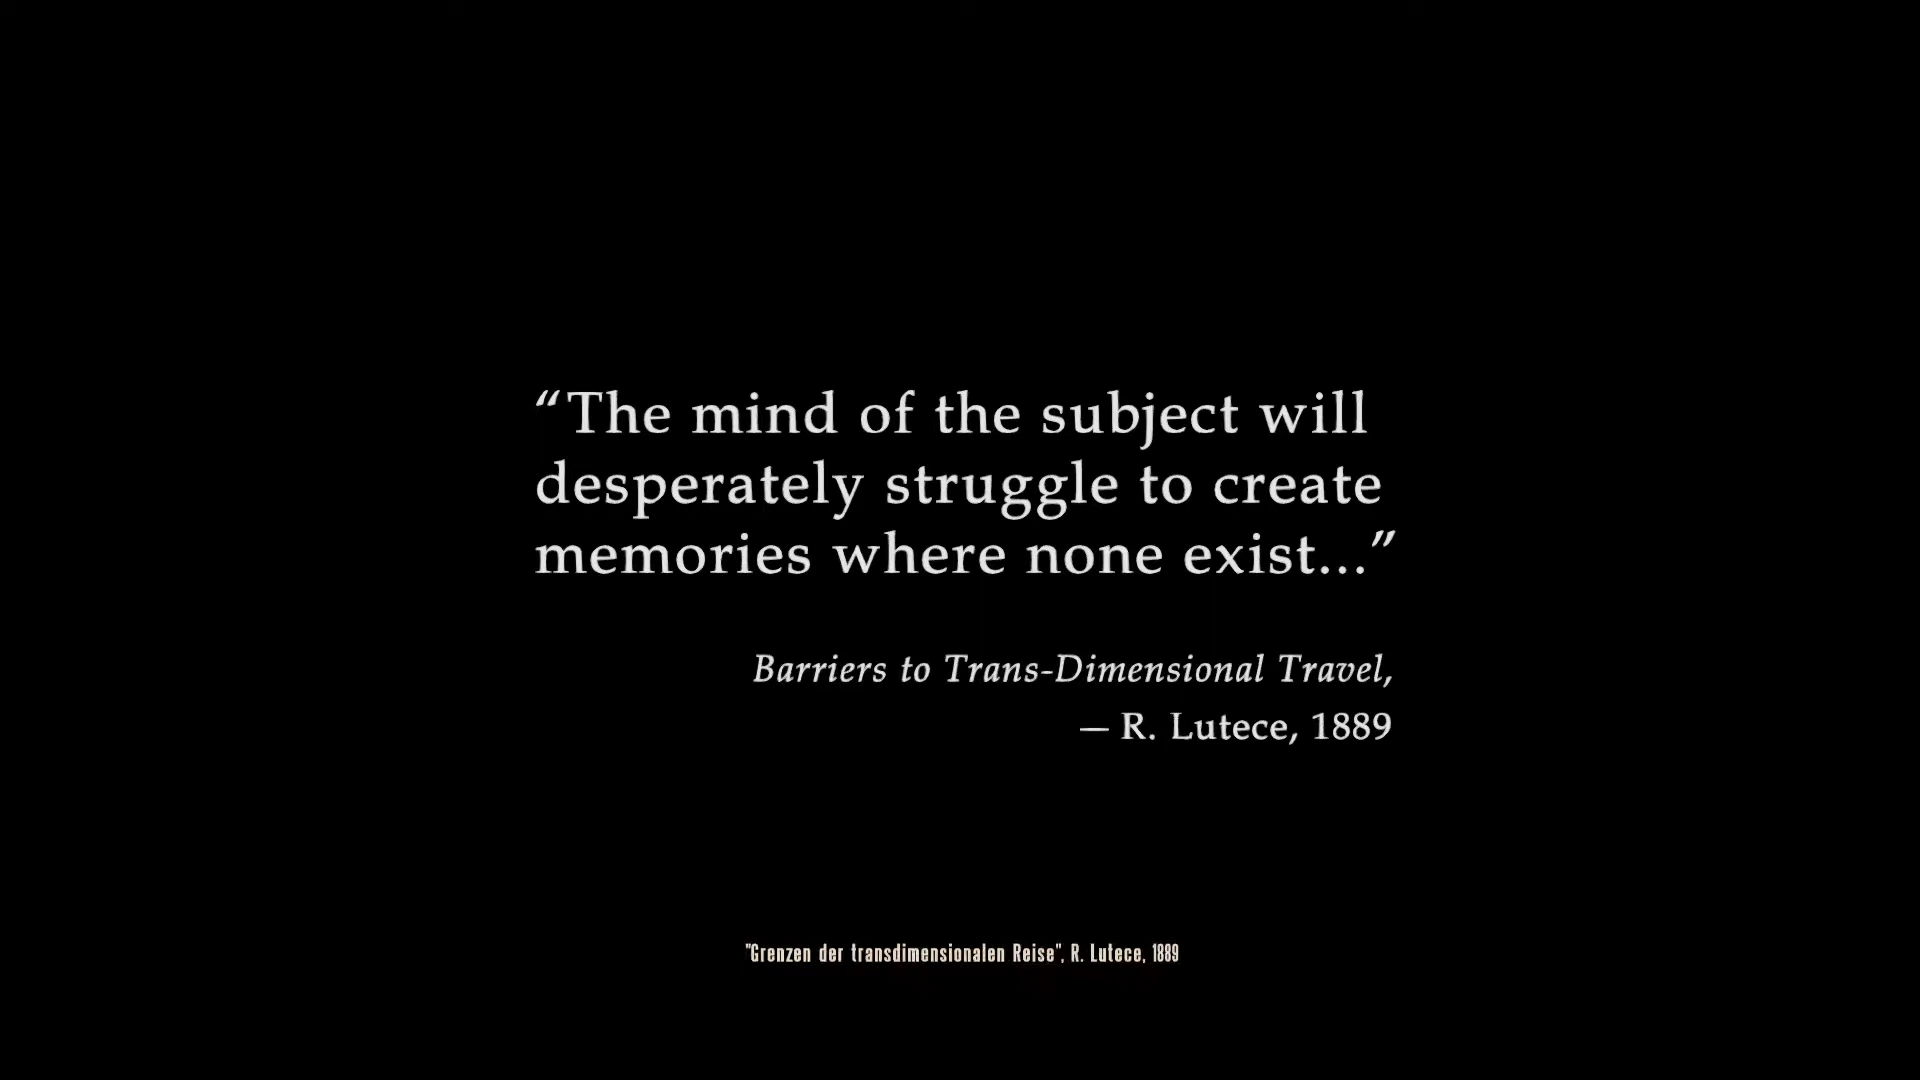 “The mind of the subject will
desperately struggle to create
memories where none exist...”
Barriers to Trans-Dimensional Travel,
— R. Lutece, 1889
"Grenzen der transdimensionalen Reise", R. Lutece, 1889